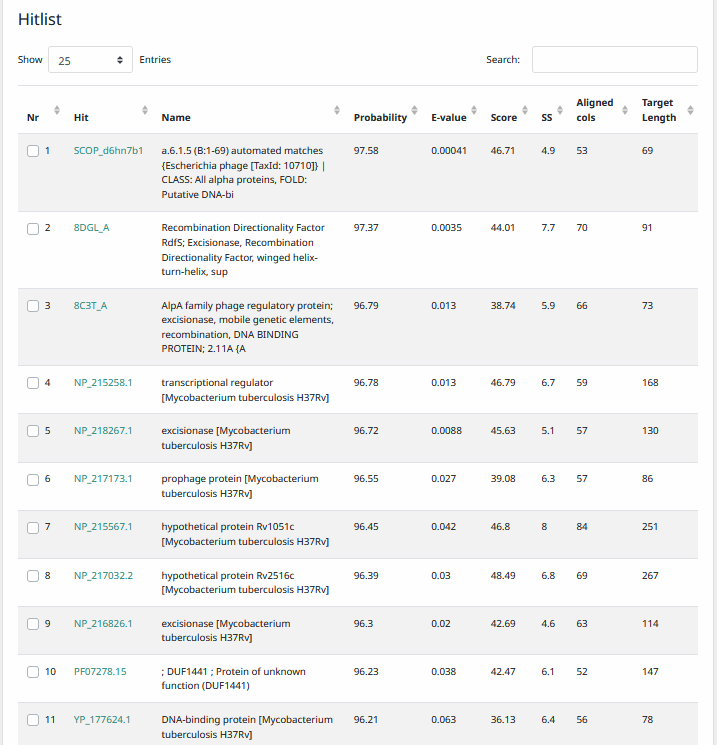 Hitlist
Show 25 Entries Search:
Nr Hit Name Probability E-value Score SS Aligned cols Target Length
1 SCOP_d6hn7b1 a.6.1.5 (B:1-69) automated matches 97.58 0.00041 46.71 4.9 53 69
{Escherichia phage [TaxId: 10710]} |
CLASS: All alpha proteins, FOLD:
Putative DNA-bi
2 8DGL_A Recombination Directionality Factor 97.37 0.0035 44.01 7.7 70 91
RdfS; Excisionase, Recombination
Directionality Factor, winged helix-
turn-helix, sup
3 8C3T_A AlpA family phage regulatory protein; 96.79 0.013 38.74 5.9 66 73
excisionase, mobile genetic elements,
recombination, DNA BINDING
PROTEIN; 2.11A {A
4 NP_215258.1 transcriptional regulator 96.78 0.013 46.79 6.7 59 168
[Mycobacterium tuberculosis H37Rv]
5 NP_218267.1 excisionase [Mycobacterium 96.72 0.0088 45.63 5.1 57 130
tuberculosis H37Rv]
6 NP_217173.1 prophage protein [Mycobacterium 96.55 0.027 39.08 6.3 57 86
tuberculosis H37Rv]
7 NP_215567.1 hypothetical protein Rv1051c 96.45 0.042 46.8 8 84 251
[Mycobacterium tuberculosis H37Rv]
8 NP_217032.2 hypothetical protein Rv2516c 96.39 0.03 48.49 6.8 69 267
[Mycobacterium tuberculosis H37Rv]
9 NP_216826.1 excisionase [Mycobacterium 96.3 0.02 42.69 4.6 63 114
tuberculosis H37Rv]
10 PF07278.15 ; DUF1441 ; Protein of unknown 96.23 0.038 42.47 6.1 52 147
function (DUF1441)
11 YP_177624.1 DNA-binding protein [Mycobacterium 96.21 0.063 36.13 6.4 56 78
tuberculosis H37Rv]